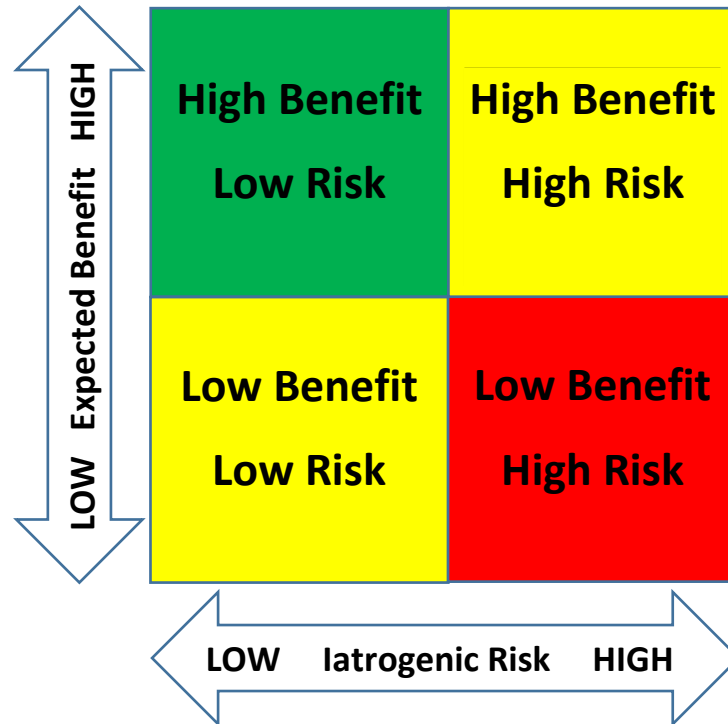 High Benefit
Low Risk
High Benefit
High Risk
LOW Expected Benefit HIGH
Low Benefit
Low Risk
Low Benefit
High Risk
LOW Iatrogenic Risk HIGH